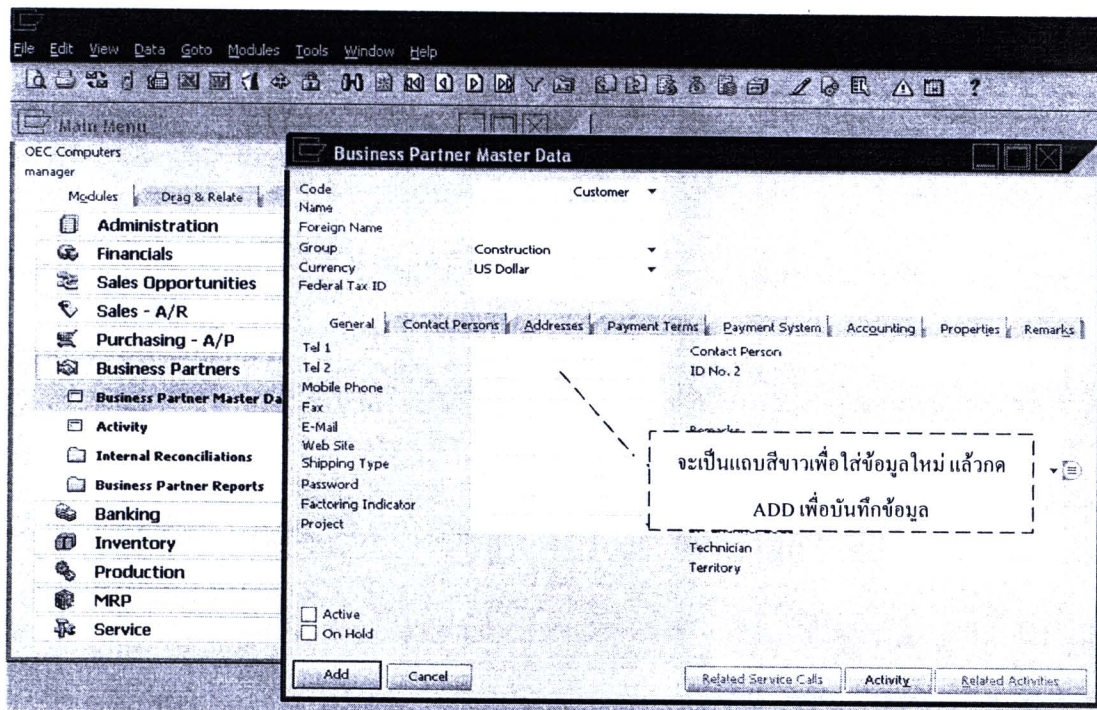 File Edit View Data Goto Modules Tools Window Help
Main Menu
OEC Computers
manager
Modules Drag & Relate
Administration
Financials
Sales Opportunities
Sales - A/R
Purchasing - A/P
Business Partners
Business Partner Master Da
Activity
Internal Reconciliations
Business Partner Reports
Banking
Inventory
Production
MRP
Service
Business Partner Master Data
Code Customer
Name
Foreign Name
Group Construction
Currency US Dollar
Federal Tax ID
General Contact Persons Addresses Payment Terms Payment System Accounting Properties Remarks
Tel 1 Contact Person
Tel 2 ID No. 2
Mobile Phone
Fax
E-Mail Remarks
Web Site
Shipping Type
Password
Factoring Indicator
Project
จะเป็นแถบสีขาวเพื่อใส่ข้อมูลใหม่ แล้วกด
ADD เพื่อบันทึกข้อมูล
Technician
Territory
Active
On Hold
Add Cancel Related Service Calls Activity Related Activities